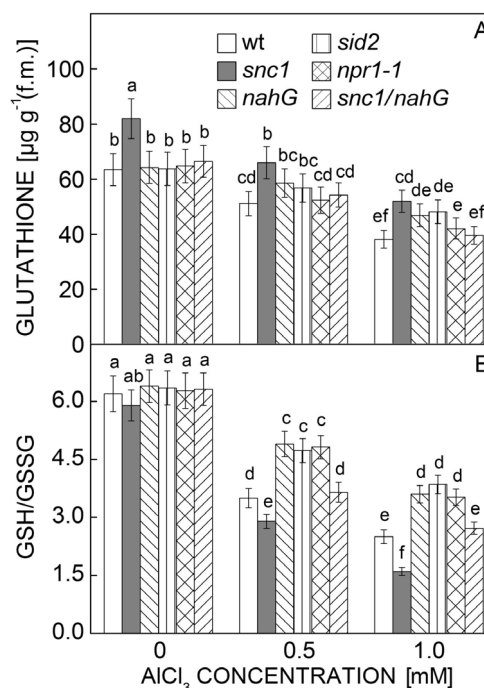 A
wt
sid2
snc1
npr1-1
nahG
snc1/nahG
GLUTATHIONE [µg g⁻¹(f.m.)]
100
80
60
40
20
0
b a b b b b
cd b bc bc cd cd
ef cd de de e ef
GSH/GSSG
6.0
4.5
3.0
1.5
0.0
a ab a a a a
d e c c c d
e f d d d e
0 0.5 1.0
AlCl₃ CONCENTRATION [mM]